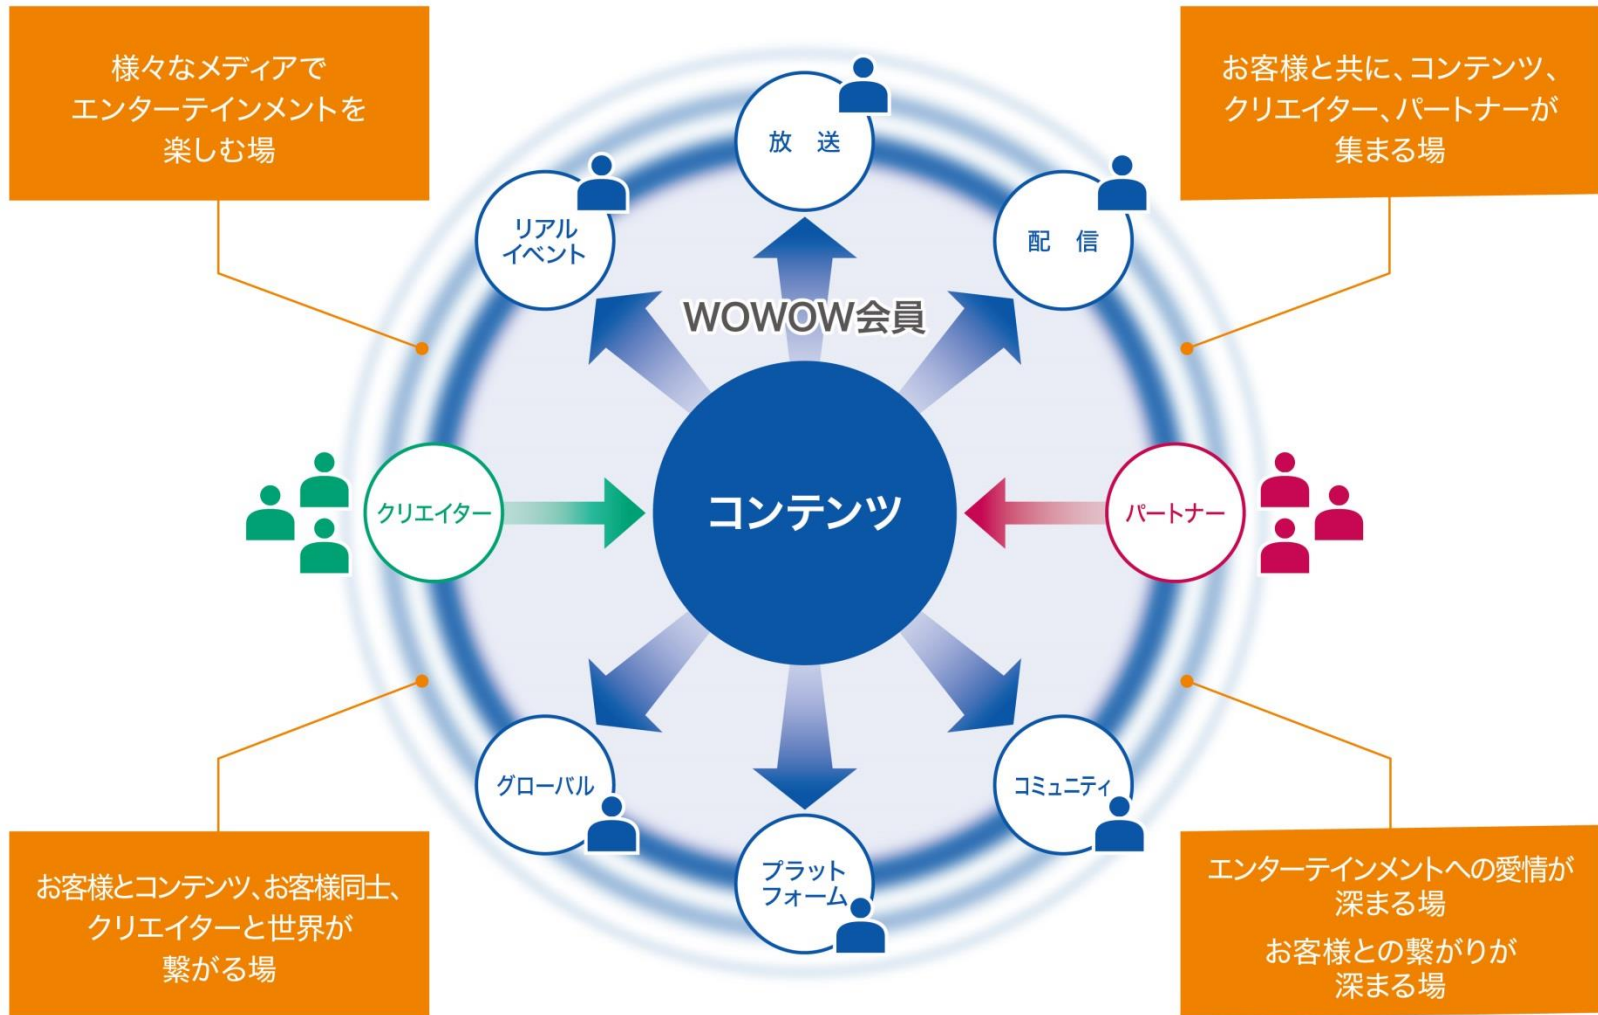 様々なメディアで
エンターテインメントを
楽しむ場
お客様と共に、コンテンツ、
クリエイター、パートナーが
集まる場
放 送
リアル
イベント
配 信
WOWOW会員
クリエイター
コンテンツ
パートナー
グローバル
コミュニティ
プラット
フォーム
お客様とコンテンツ、お客様同士、
クリエイターと世界が
繋がる場
エンターテインメントへの愛情が
深まる場
お客様との繋がりが
深まる場